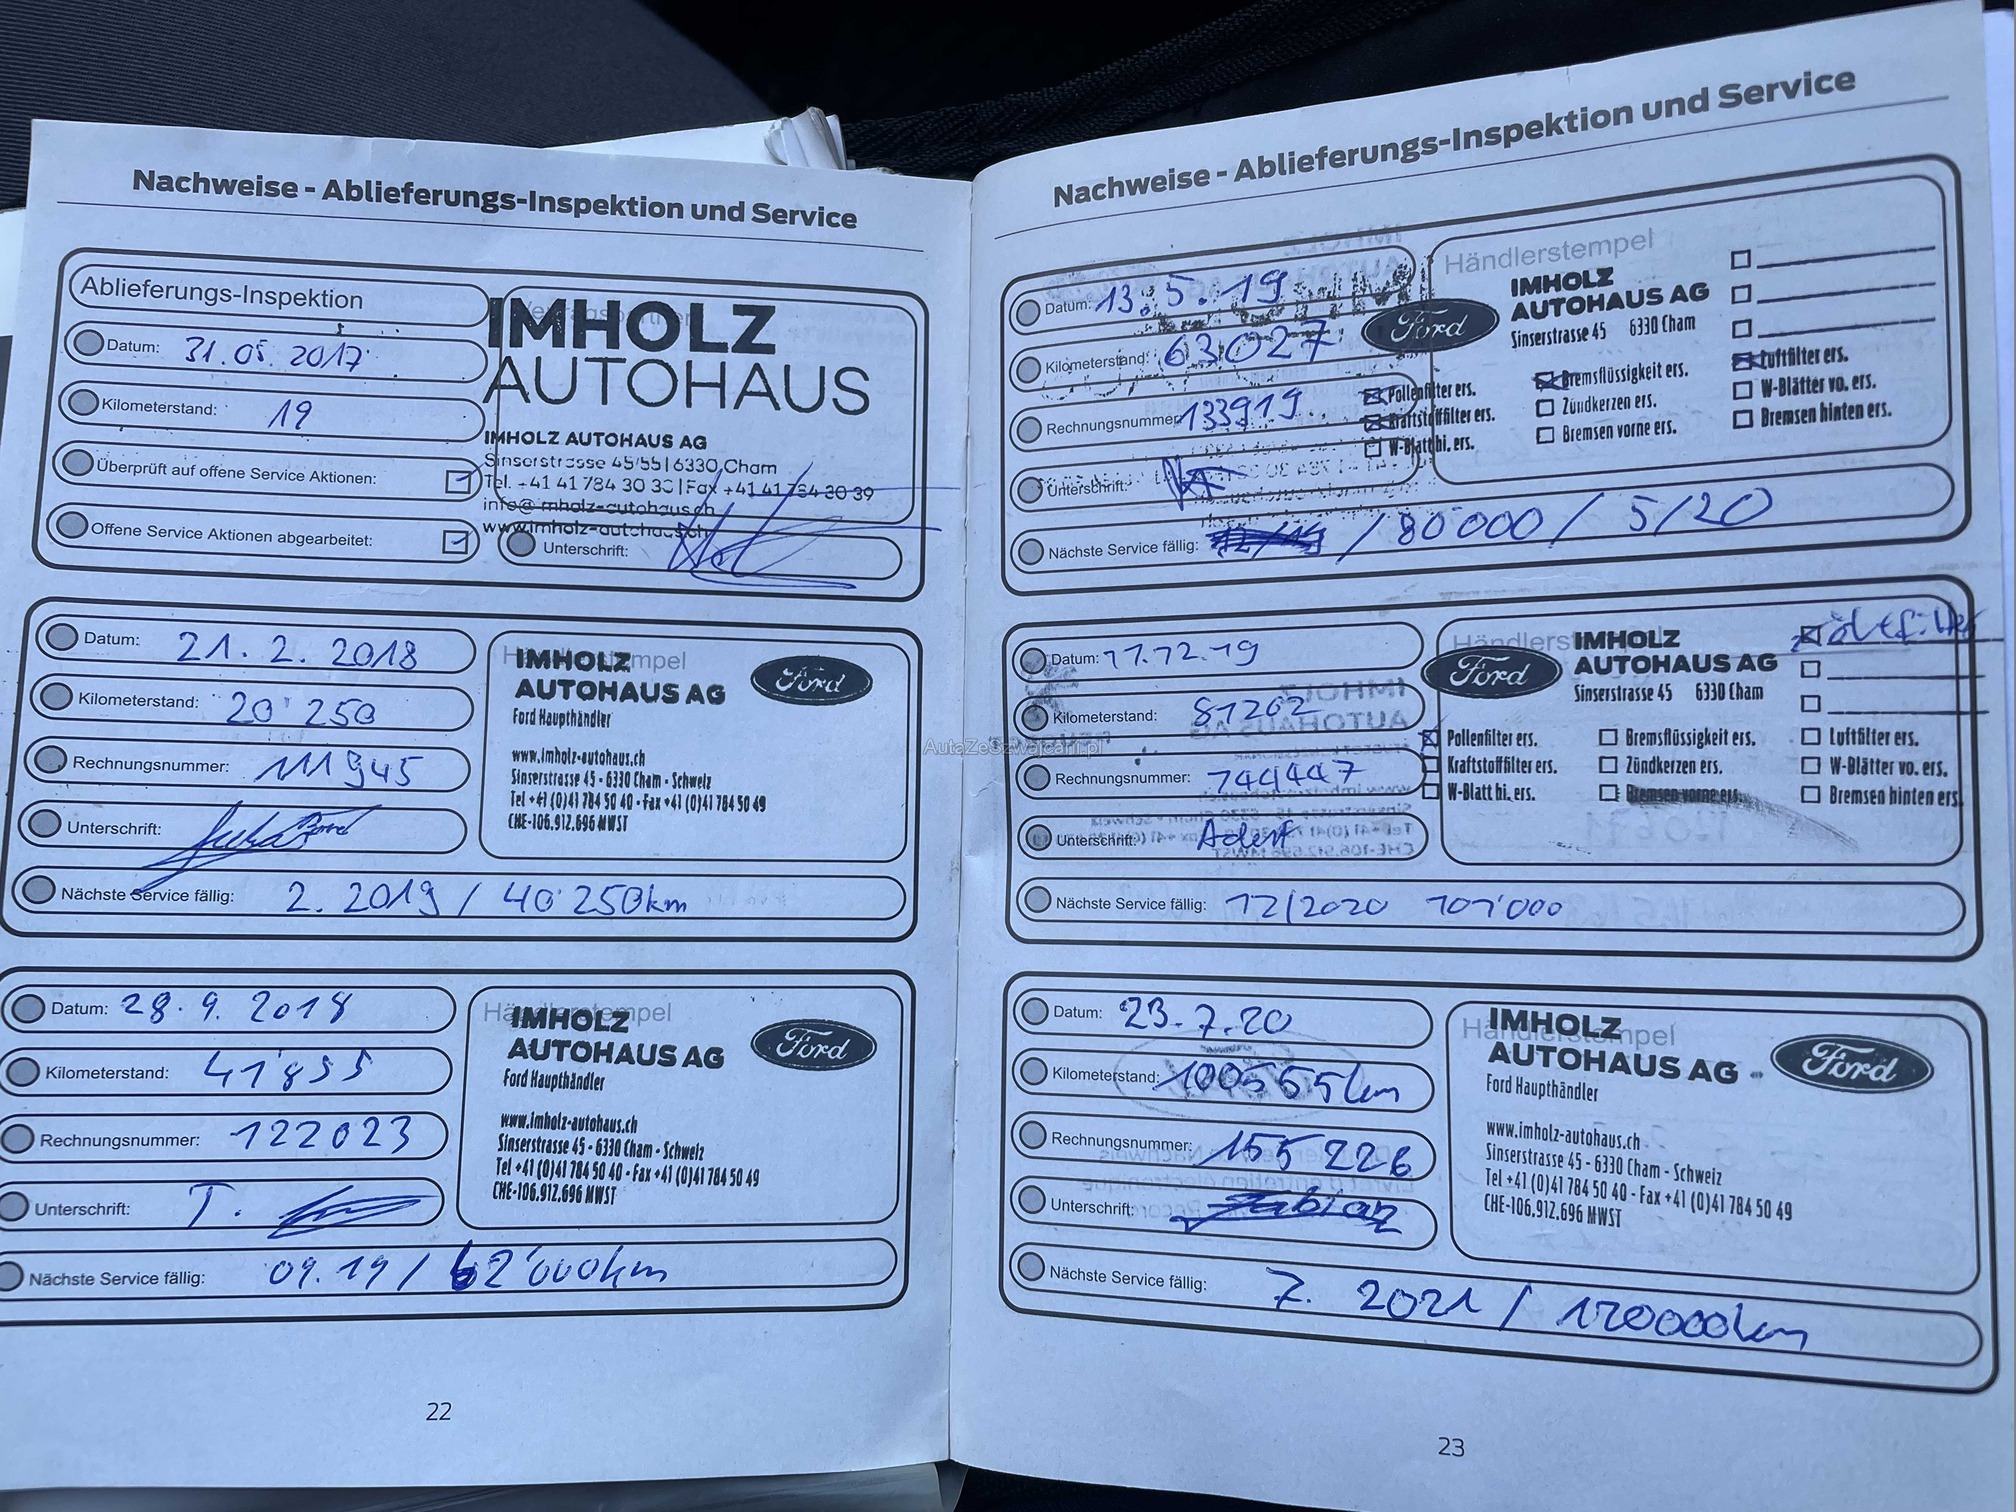 Nachweise - Ablieferungs-Inspektion und Service
Ablieferungs-Inspektion
Datum: 31.05.2017
Kilometerstand: 19
Überprüft auf offene Service Aktionen:
Offene Service Aktionen abgearbeitet:
IMHOLZ
AUTOHAUS
IMHOLZ AUTOHAUS AG
Sinserstrasse 45/55 | 6330 Cham
Tel. +41 41 784 30 30 | Fax +41 41 784 30 39
info@imholz-autohaus.ch
www.imholz-autohaus.ch
Unterschrift:
Datum: 21. 2. 2018
Kilometerstand: 20'250
Rechnungsnummer: 111945
Unterschrift:
Nächste Service fällig: 2. 2019 / 40'250km
Händlerstempel
IMHOLZ
AUTOHAUS AG
Ford
Ford Haupthändler
www.imholz-autohaus.ch
Sinserstrasse 45 - 6330 Cham - Schweiz
Tel +41 (0)41 784 50 40 - Fax +41 (0)41 784 50 49
CHE-106.912.696 MWST
Datum: 28. 9. 2018
Kilometerstand: 41'855
Rechnungsnummer: 122023
Unterschrift: T.
Nächste Service fällig: 09.19 / 62'000km
Händlerstempel
IMHOLZ
AUTOHAUS AG
Ford
Ford Haupthändler
www.imholz-autohaus.ch
Sinserstrasse 45 - 6330 Cham - Schweiz
Tel +41 (0)41 784 50 40 - Fax +41 (0)41 784 50 49
CHE-106.912.696 MWST
22
Nachweise - Ablieferungs-Inspektion und Service
Datum: 13. 5. 19
Kilometerstand: 63027
Rechnungsnummer: 133919
Unterschrift:
Nächste Service fällig: / 80'000 / 5/20
Händlerstempel
Ford
IMHOLZ
AUTOHAUS AG
Sinserstrasse 45 6330 Cham
Pollenfilter ers. Bremsflüssigkeit ers. Luftfilter ers.
Kraftstoffilter ers. Zündkerzen ers. W-Blätter vo. ers.
W-Blatt hi. ers. Bremsen vorne ers. Bremsen hinten ers.
Datum: 11.12.19
Kilometerstand: 81202
Rechnungsnummer: 144447
Unterschrift:
Nächste Service fällig: 12/2020 101'000
Händlerstempel
Ford
IMHOLZ
AUTOHAUS AG
Sinserstrasse 45 6330 Cham
Pollenfilter ers. Bremsflüssigkeit ers. Luftfilter ers.
Kraftstoffilter ers. Zündkerzen ers. W-Blätter vo. ers.
W-Blatt hi. ers. Bremsen vorne ers. Bremsen hinten ers.
AutaZeSzwajcarii.pl
Datum: 23. 7. 20
Kilometerstand: 100565km
Rechnungsnummer: 155226
Unterschrift: Fabian
Nächste Service fällig: 7. 2021 / 120000km
Händlerstempel
IMHOLZ
AUTOHAUS AG
Ford
Ford Haupthändler
www.imholz-autohaus.ch
Sinserstrasse 45 - 6330 Cham - Schweiz
Tel +41 (0)41 784 50 40 - Fax +41 (0)41 784 50 49
CHE-106.912.696 MWST
23